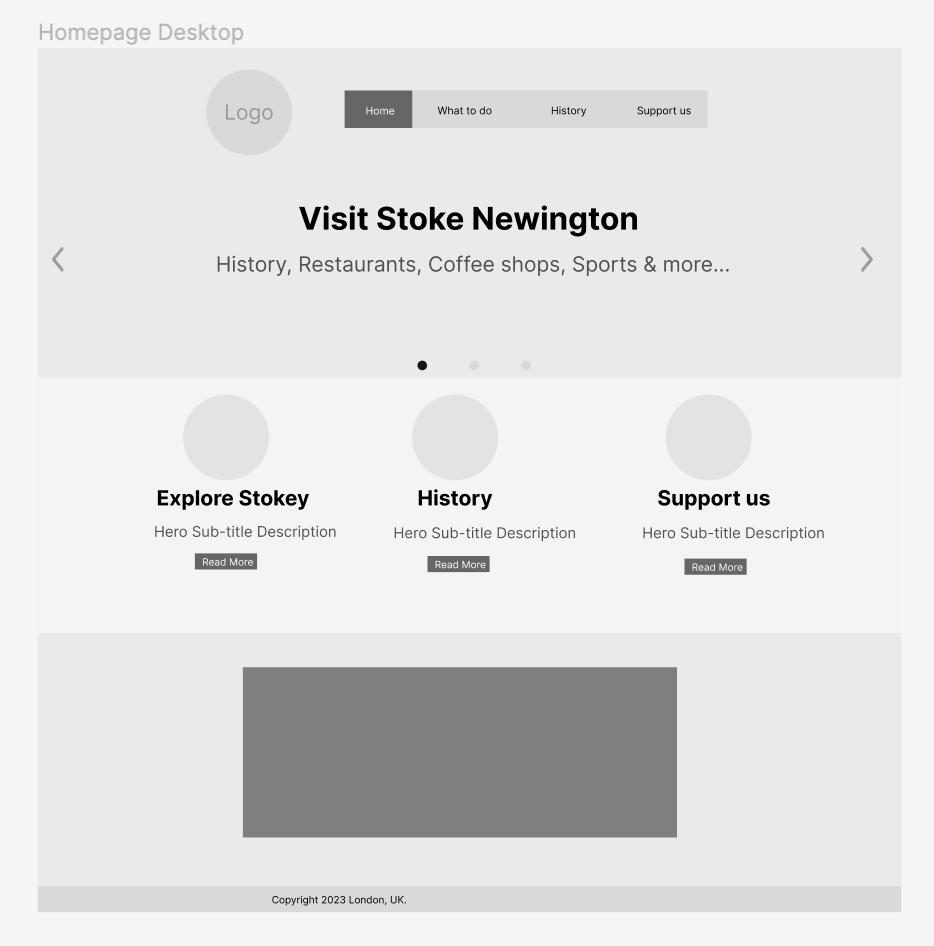 Homepage Desktop
Logo
Home
What to do
History
Support us
Visit Stoke Newington
History, Restaurants, Coffee shops, Sports & more...
Explore Stokey
Hero Sub-title Description
Read More
History
Hero Sub-title Description
Read More
Support us
Hero Sub-title Description
Read More
Copyright 2023 London, UK.